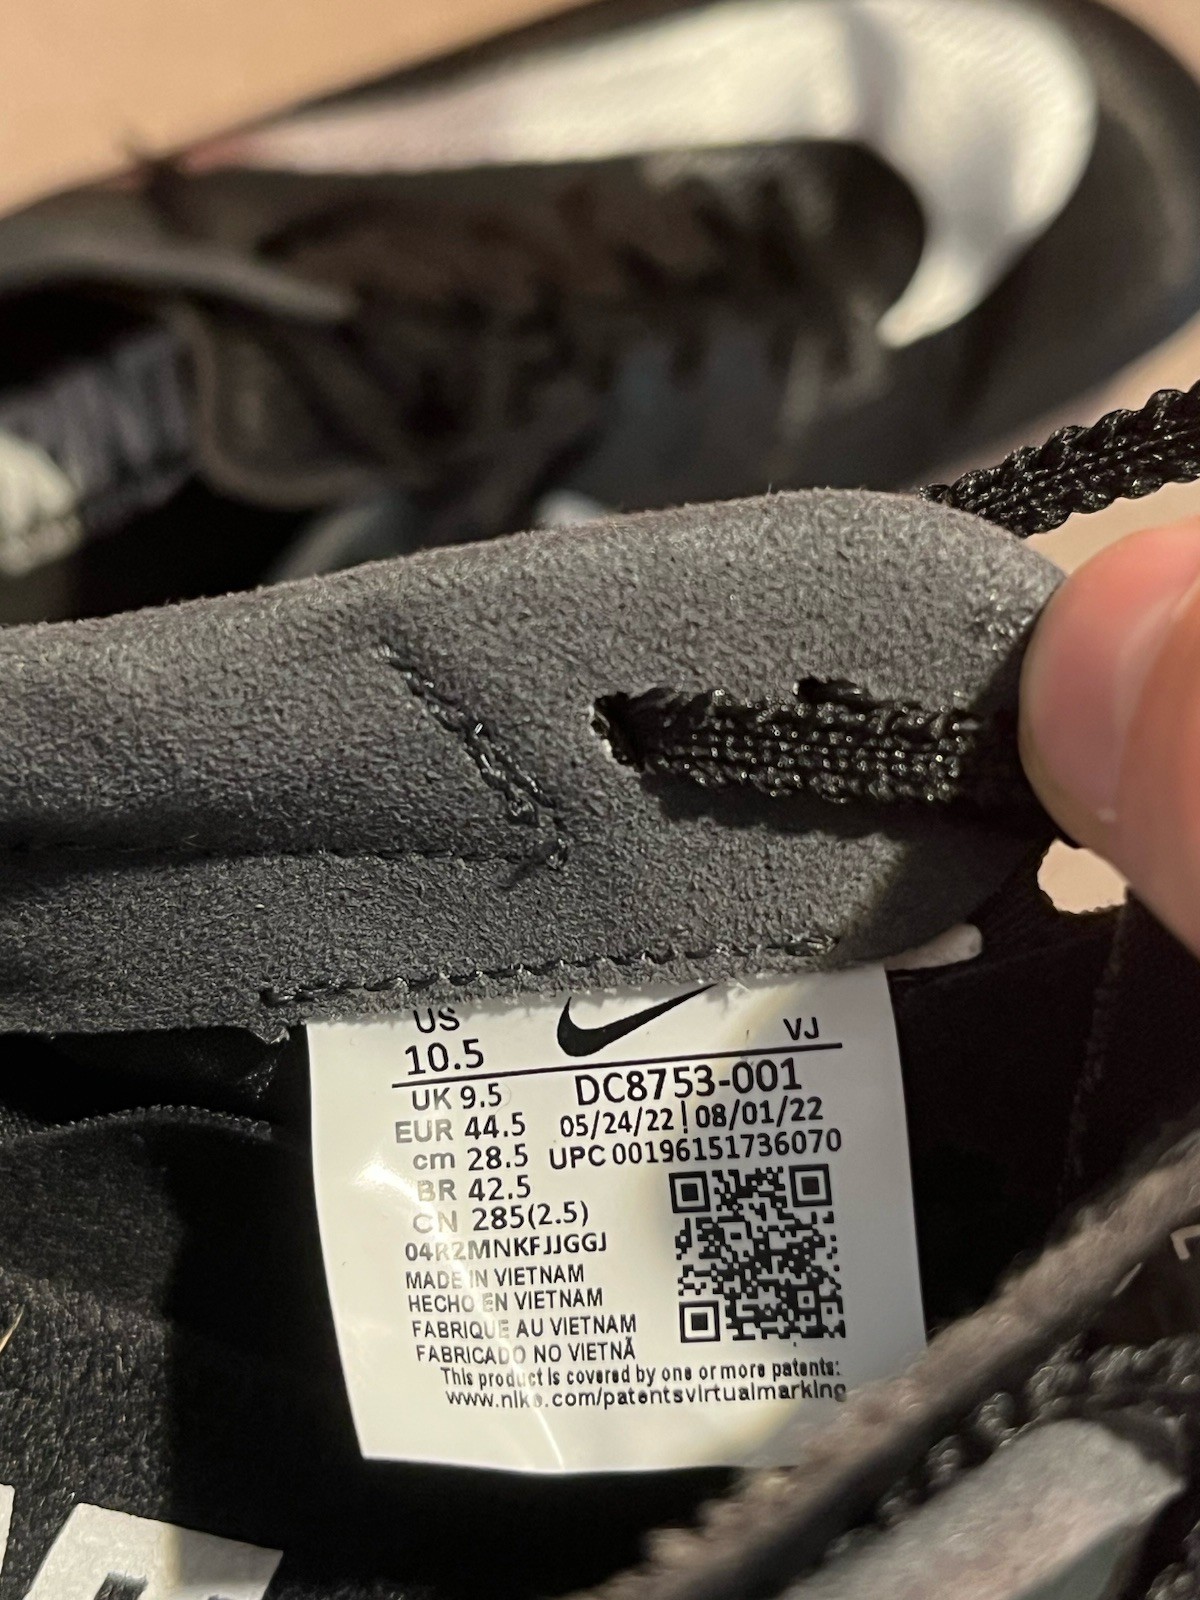 US
10.5
VJ
UK 9.5
DC8753-001
EUR 44.5
05/24/22 | 08/01/22
cm 28.5
UPC 00196151736070
BR 42.5
CN 285(2.5)
04R2MNKFJJGGJ
MADE IN VIETNAM
HECHO EN VIETNAM
FABRIQUE AU VIETNAM
FABRICADO NO VIETNÃ
This product is covered by one or more patents:
www.nike.com/patentsvirtualmarking